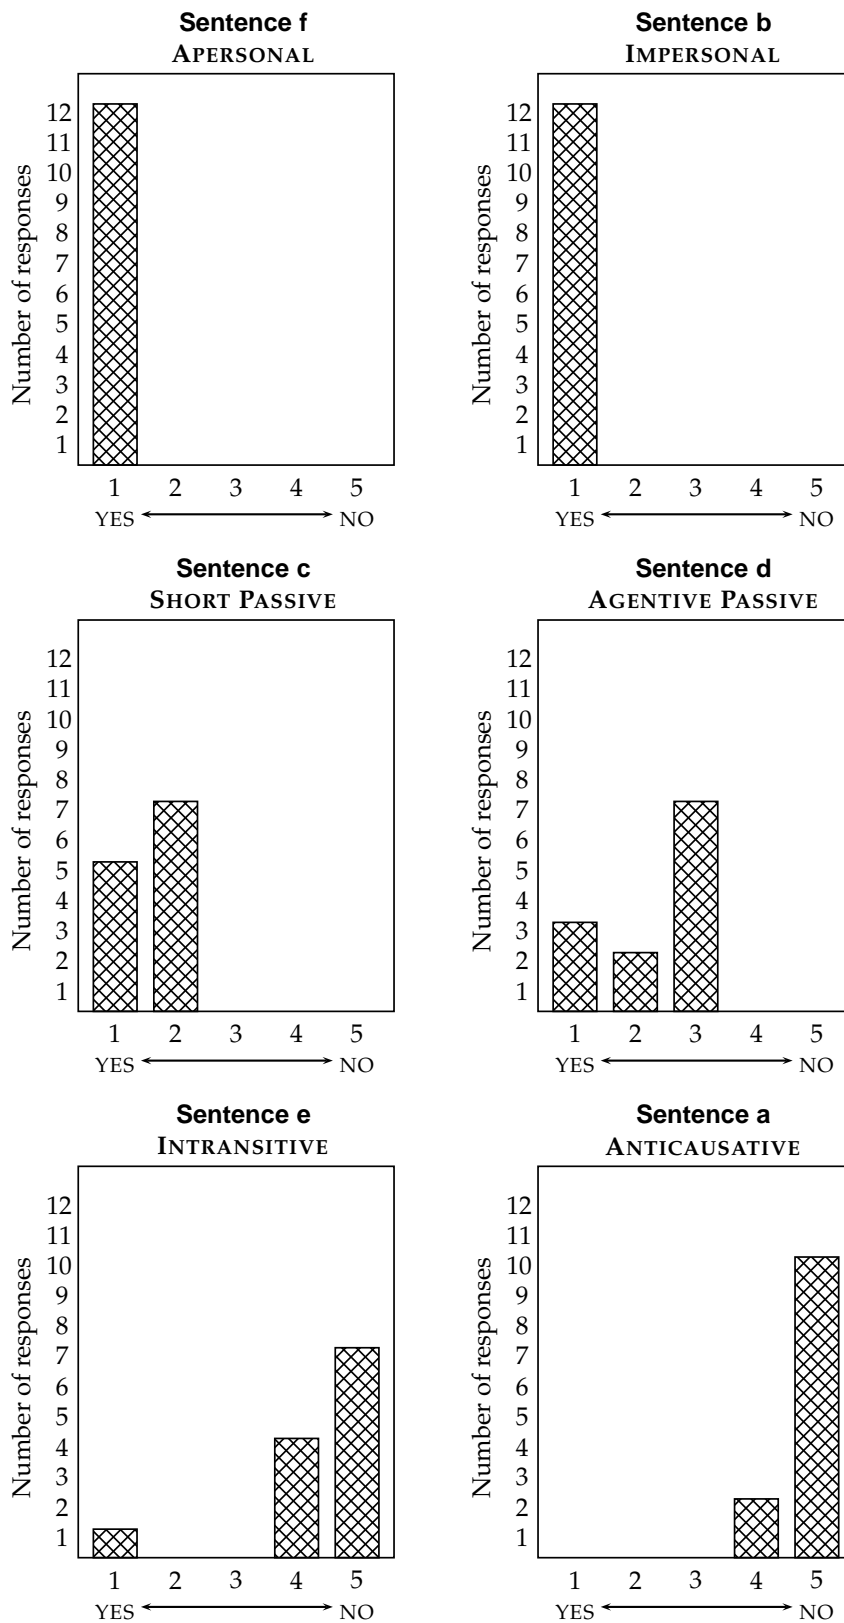 Sentence f
APERSONAL
Number of responses
12
11
10
9
8
7
6
5
4
3
2
1
1 2 3 4 5
YES NO
Sentence b
IMPERSONAL
Number of responses
12
11
10
9
8
7
6
5
4
3
2
1
1 2 3 4 5
YES NO
Sentence c
SHORT PASSIVE
Number of responses
12
11
10
9
8
7
6
5
4
3
2
1
1 2 3 4 5
YES NO
Sentence d
AGENTIVE PASSIVE
Number of responses
12
11
10
9
8
7
6
5
4
3
2
1
1 2 3 4 5
YES NO
Sentence e
INTRANSITIVE
Number of responses
12
11
10
9
8
7
6
5
4
3
2
1
1 2 3 4 5
YES NO
Sentence a
ANTICAUSATIVE
Number of responses
12
11
10
9
8
7
6
5
4
3
2
1
1 2 3 4 5
YES NO